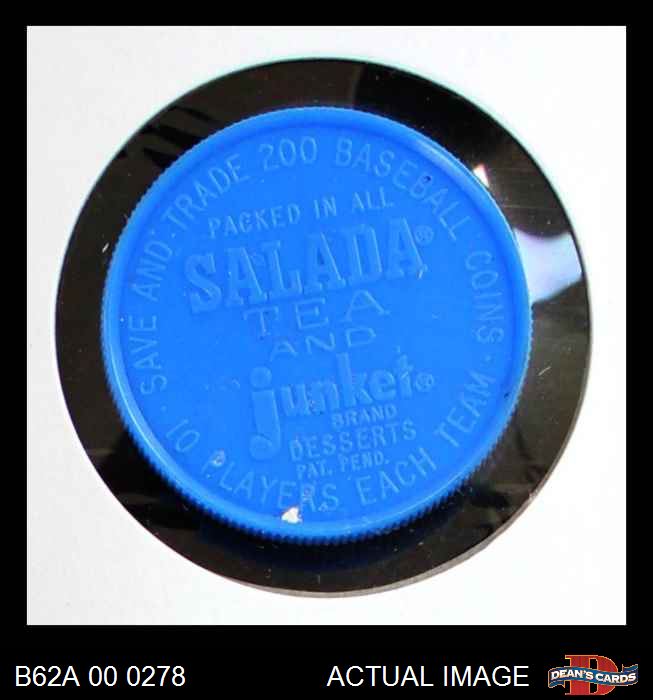 SAVE AND TRADE 200 BASEBALL COINS · 10 PLAYERS EACH TEAM ·
PACKED IN ALL
SALADA®
TEA
AND
junket®
BRAND
DESSERTS
PAT. PEND.
B62A 00 0278
ACTUAL IMAGE
D
DEAN'S CARDS